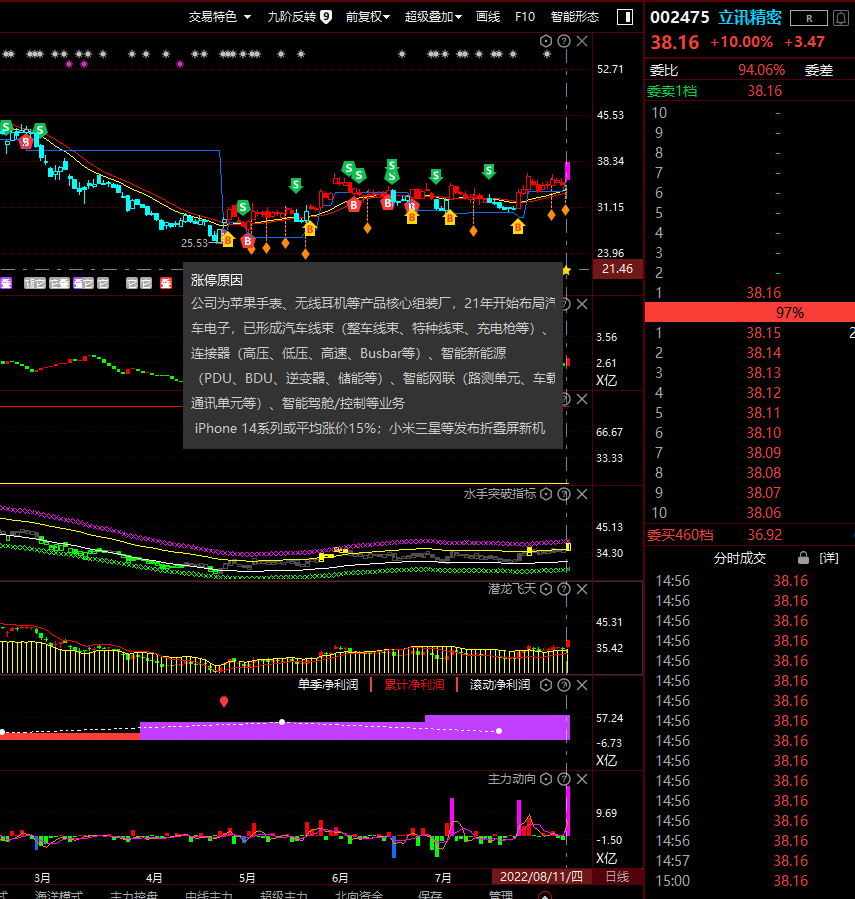 交易特色 九阶反转 9 前复权 超级叠加 画线 F10 智能形态
002475 立讯精密 R
38.16 +10.00% +3.47
委比 94.06% 委差
委卖1档 38.16
10 -
9 -
8 -
7 -
6 -
5 -
4 -
3 -
2 -
1 38.16
97%
1 38.15 2
2 38.14
3 38.13
4 38.12
5 38.11
6 38.10
7 38.09
8 38.08
9 38.07
10 38.06
委买460档 36.92
分时成交 [详]
14:56 38.16
14:56 38.16
14:56 38.16
14:56 38.16
14:56 38.16
14:56 38.16
14:56 38.16
14:56 38.16
14:56 38.16
14:56 38.16
14:56 38.16
14:56 38.16
14:56 38.16
14:56 38.16
14:57 38.16
15:00 38.16
52.71
45.53
38.34
31.15
23.96
21.46
25.53
涨停原因
公司为苹果手表、无线耳机等产品核心组装厂，21年开始布局汽
车电子，已形成汽车线束（整车线束、特种线束、充电枪等）、
连接器（高压、低压、高速、Busbar等）、智能新能源
（PDU、BDU、逆变器、储能等）、智能网联（路测单元、车载
通讯单元等）、智能驾舱/控制等业务
iPhone 14系列或平均涨价15%；小米三星等发布折叠屏新机
3.56
2.61
X亿
66.67
33.33
水手突破指标
45.13
34.30
潜龙飞天
45.31
35.42
单季净利润 累计净利润 滚动净利润
57.24
-6.73
X亿
主力动向
9.69
-1.50
X亿
3月 4月 5月 6月 7月 2022/08/11/四 日线
式 海洋模式 主力控盘 中线主力 超级主力 北向资金 保存 管理